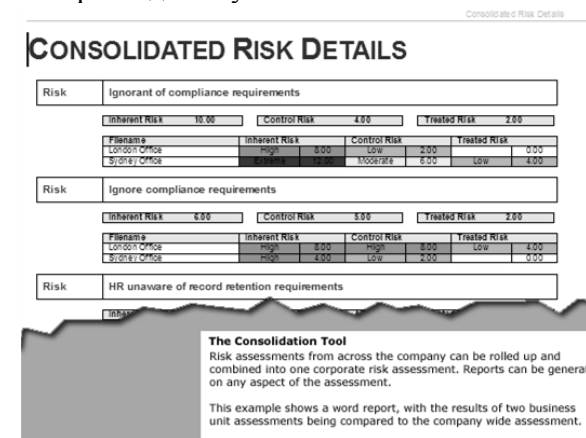 Consolidated Risk Details
CONSOLIDATED RISK DETAILS
Risk Ignorant of compliance requirements
Inherent Risk 10.00 Control Risk 4.00 Treated Risk 2.00
Filename Inherent Risk Control Risk Treated Risk
London Office High 8.00 Low 2.00 0.00
Sydney Office Extreme 12.00 Moderate 6.00 Low 4.00
Risk Ignore compliance requirements
Inherent Risk 6.00 Control Risk 5.00 Treated Risk 2.00
Filename Inherent Risk Control Risk Treated Risk
London Office High 8.00 High 8.00 Low 4.00
Sydney Office High 4.00 Low 2.00 0.00
Risk HR unaware of record retention requirements
The Consolidation Tool
Risk assessments from across the company can be rolled up and
combined into one corporate risk assessment. Reports can be
on any aspect of the assessment.
This example shows a word report, with the results of two business
unit assessments being compared to the company wide assessment.